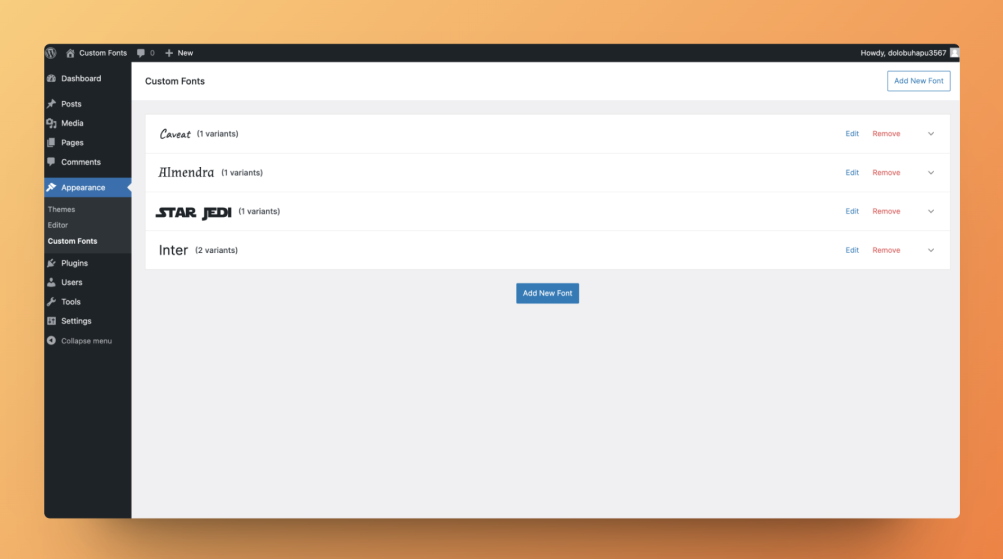 Custom Fonts 0 New
Howdy, dolobuhapu3567
Dashboard
Posts
Media
Pages
Comments
Appearance
Themes
Editor
Custom Fonts
Plugins
Users
Tools
Settings
Collapse menu
Custom Fonts
Add New Font
Caveat (1 variants) Edit Remove
Almendra (1 variants) Edit Remove
STAR JEDI (1 variants) Edit Remove
Inter (2 variants) Edit Remove
Add New Font